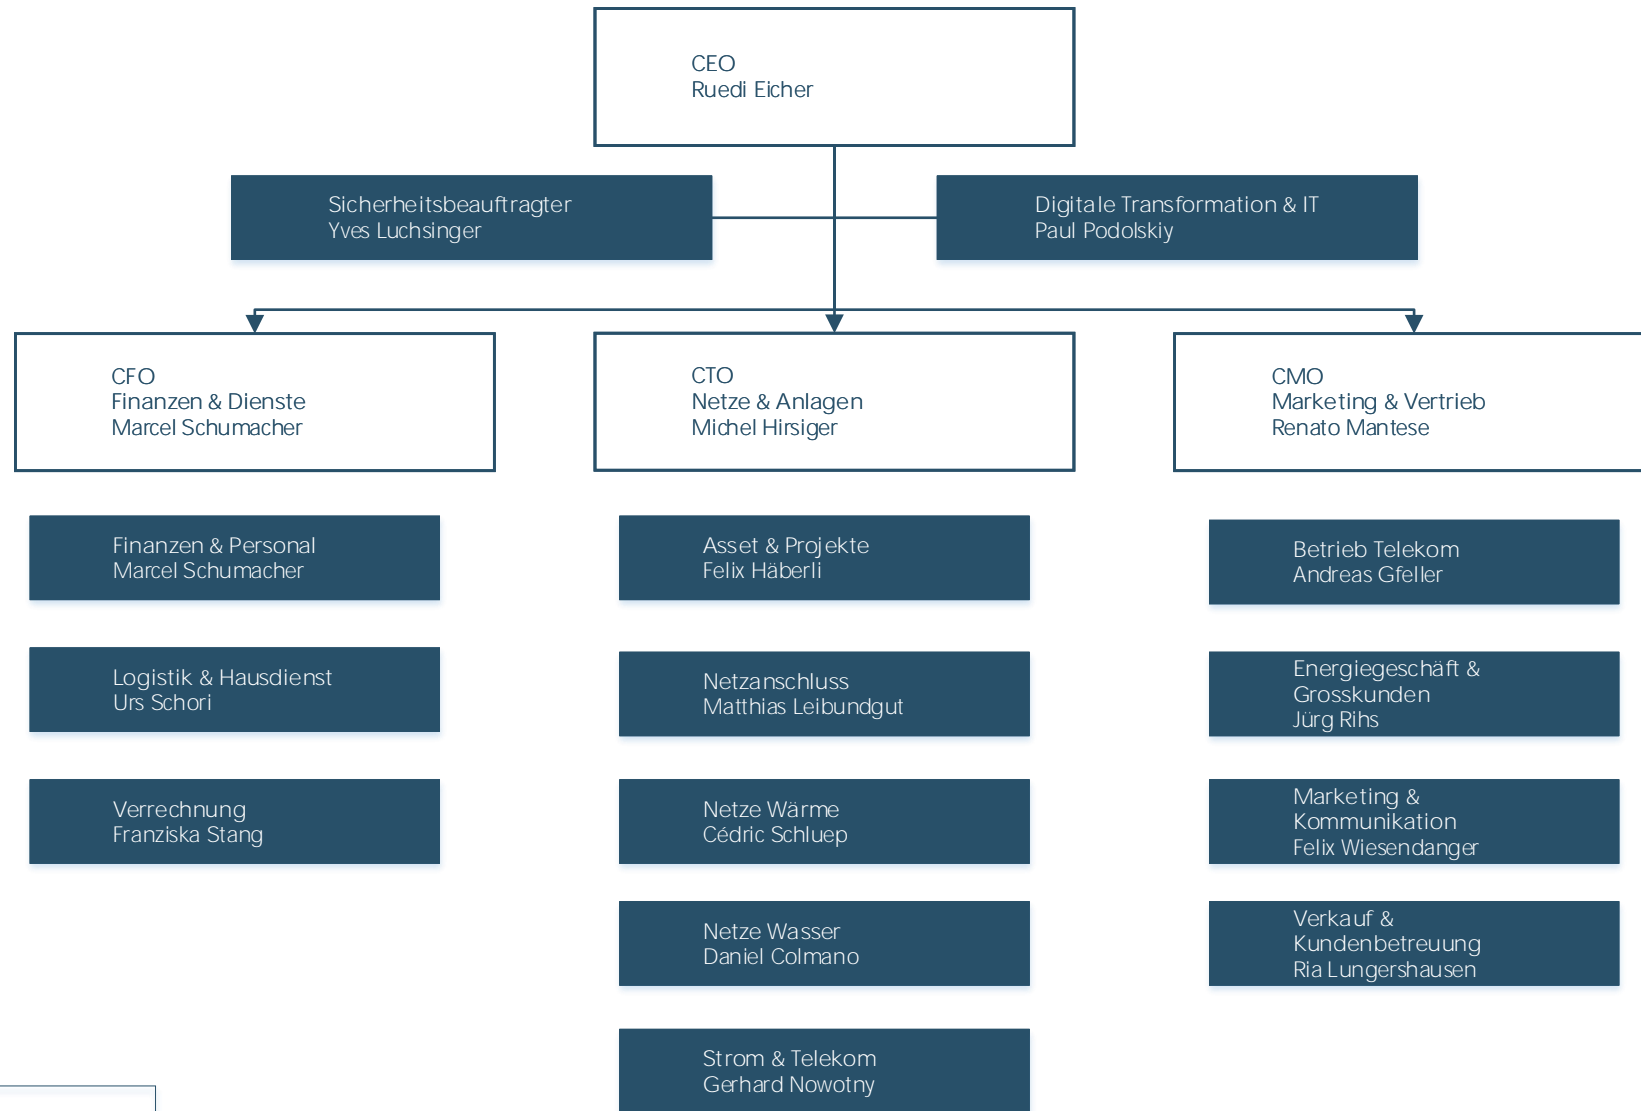 CEO
Ruedi Eicher
Sicherheitsbeauftragter
Yves Luchsinger
Digitale Transformation & IT
Paul Podolskiy
CFO
Finanzen & Dienste
Marcel Schumacher
CTO
Netze & Anlagen
Michel Hirsiger
CMO
Marketing & Vertrieb
Renato Mantese
Finanzen & Personal
Marcel Schumacher
Logistik & Hausdienst
Urs Schori
Verrechnung
Franziska Stang
Asset & Projekte
Felix Häberli
Netzanschluss
Matthias Leibundgut
Netze Wärme
Cédric Schluep
Netze Wasser
Daniel Colmano
Strom & Telekom
Gerhard Nowotny
Betrieb Telekom
Andreas Gfeller
Energiegeschäft &
Grosskunden
Jürg Rihs
Marketing &
Kommunikation
Felix Wiesendanger
Verkauf &
Kundenbetreuung
Ria Lungershausen